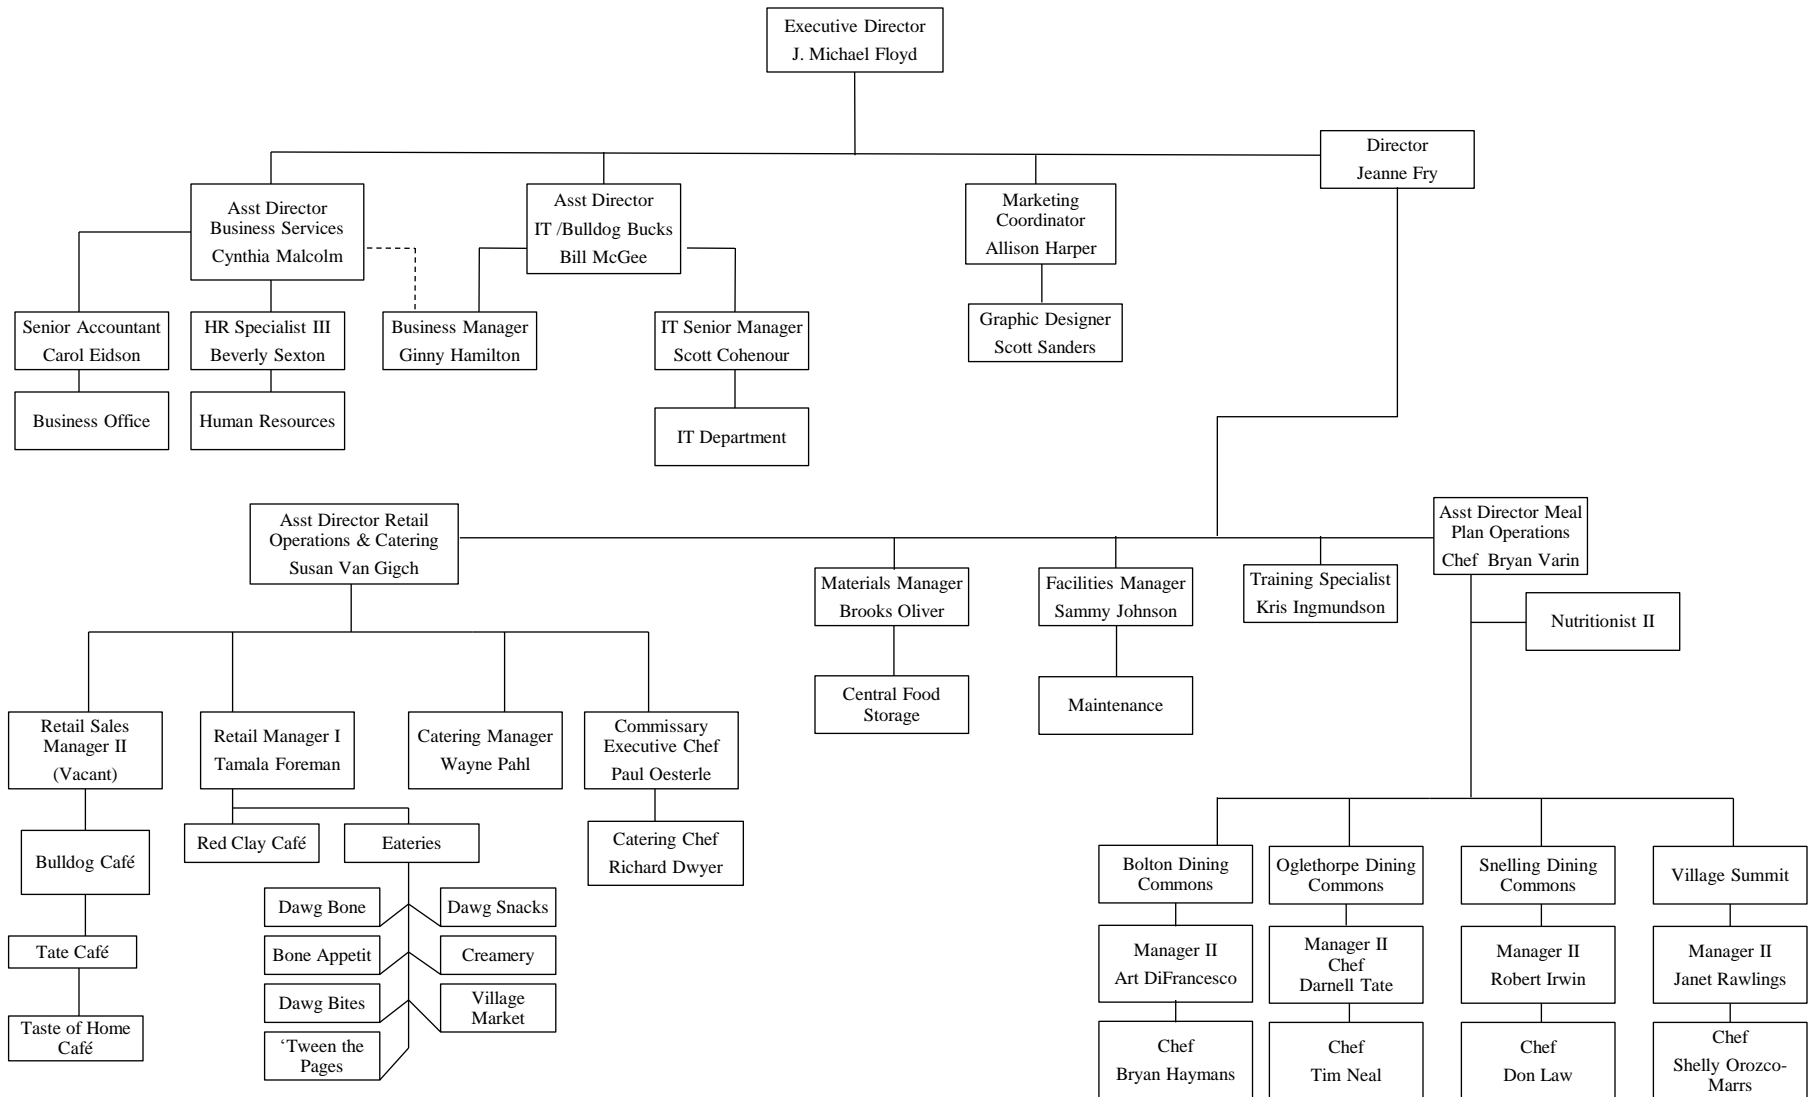 Executive Director
J. Michael Floyd
Director
Jeanne Fry
Asst Director
Business Services
Cynthia Malcolm
Asst Director
IT /Bulldog Bucks
Bill McGee
Marketing
Coordinator
Allison Harper
Senior Accountant
Carol Eidson
HR Specialist III
Beverly Sexton
Business Manager
Ginny Hamilton
IT Senior Manager
Scott Cohenour
Graphic Designer
Scott Sanders
Business Office
Human Resources
IT Department
Asst Director Retail
Operations & Catering
Susan Van Gigch
Asst Director Meal
Plan Operations
Chef Bryan Varin
Materials Manager
Brooks Oliver
Facilities Manager
Sammy Johnson
Training Specialist
Kris Ingmundson
Nutritionist II
Central Food
Storage
Maintenance
Retail Sales
Manager II
(Vacant)
Retail Manager I
Tamala Foreman
Catering Manager
Wayne Pahl
Commissary
Executive Chef
Paul Oesterle
Bulldog Café
Red Clay Café
Eateries
Catering Chef
Richard Dwyer
Tate Café
Taste of Home
Café
Dawg Bone
Dawg Snacks
Bone Appetit
Creamery
Dawg Bites
Village
Market
‘Tween the
Pages
Bolton Dining
Commons
Oglethorpe Dining
Commons
Snelling Dining
Commons
Village Summit
Manager II
Art DiFrancesco
Manager II
Chef
Darnell Tate
Manager II
Robert Irwin
Manager II
Janet Rawlings
Chef
Bryan Haymans
Chef
Tim Neal
Chef
Don Law
Chef
Shelly Orozco-
Marrs